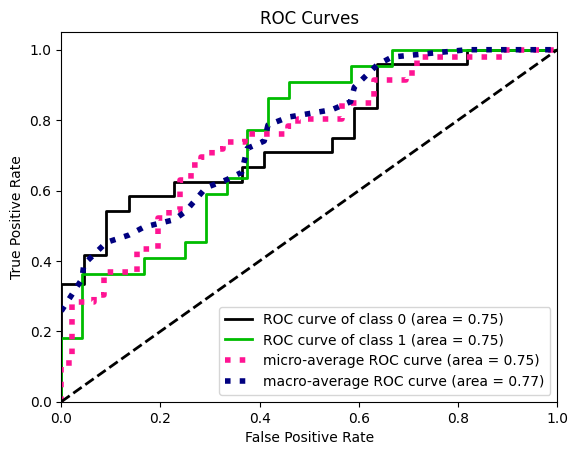 ROC Curves
True Positive Rate
1.0
0.8
0.6
0.4
0.2
0.0
ROC curve of class 0 (area = 0.75)
ROC curve of class 1 (area = 0.75)
micro-average ROC curve (area = 0.75)
macro-average ROC curve (area = 0.77)
0.0 0.2 0.4 0.6 0.8 1.0
False Positive Rate